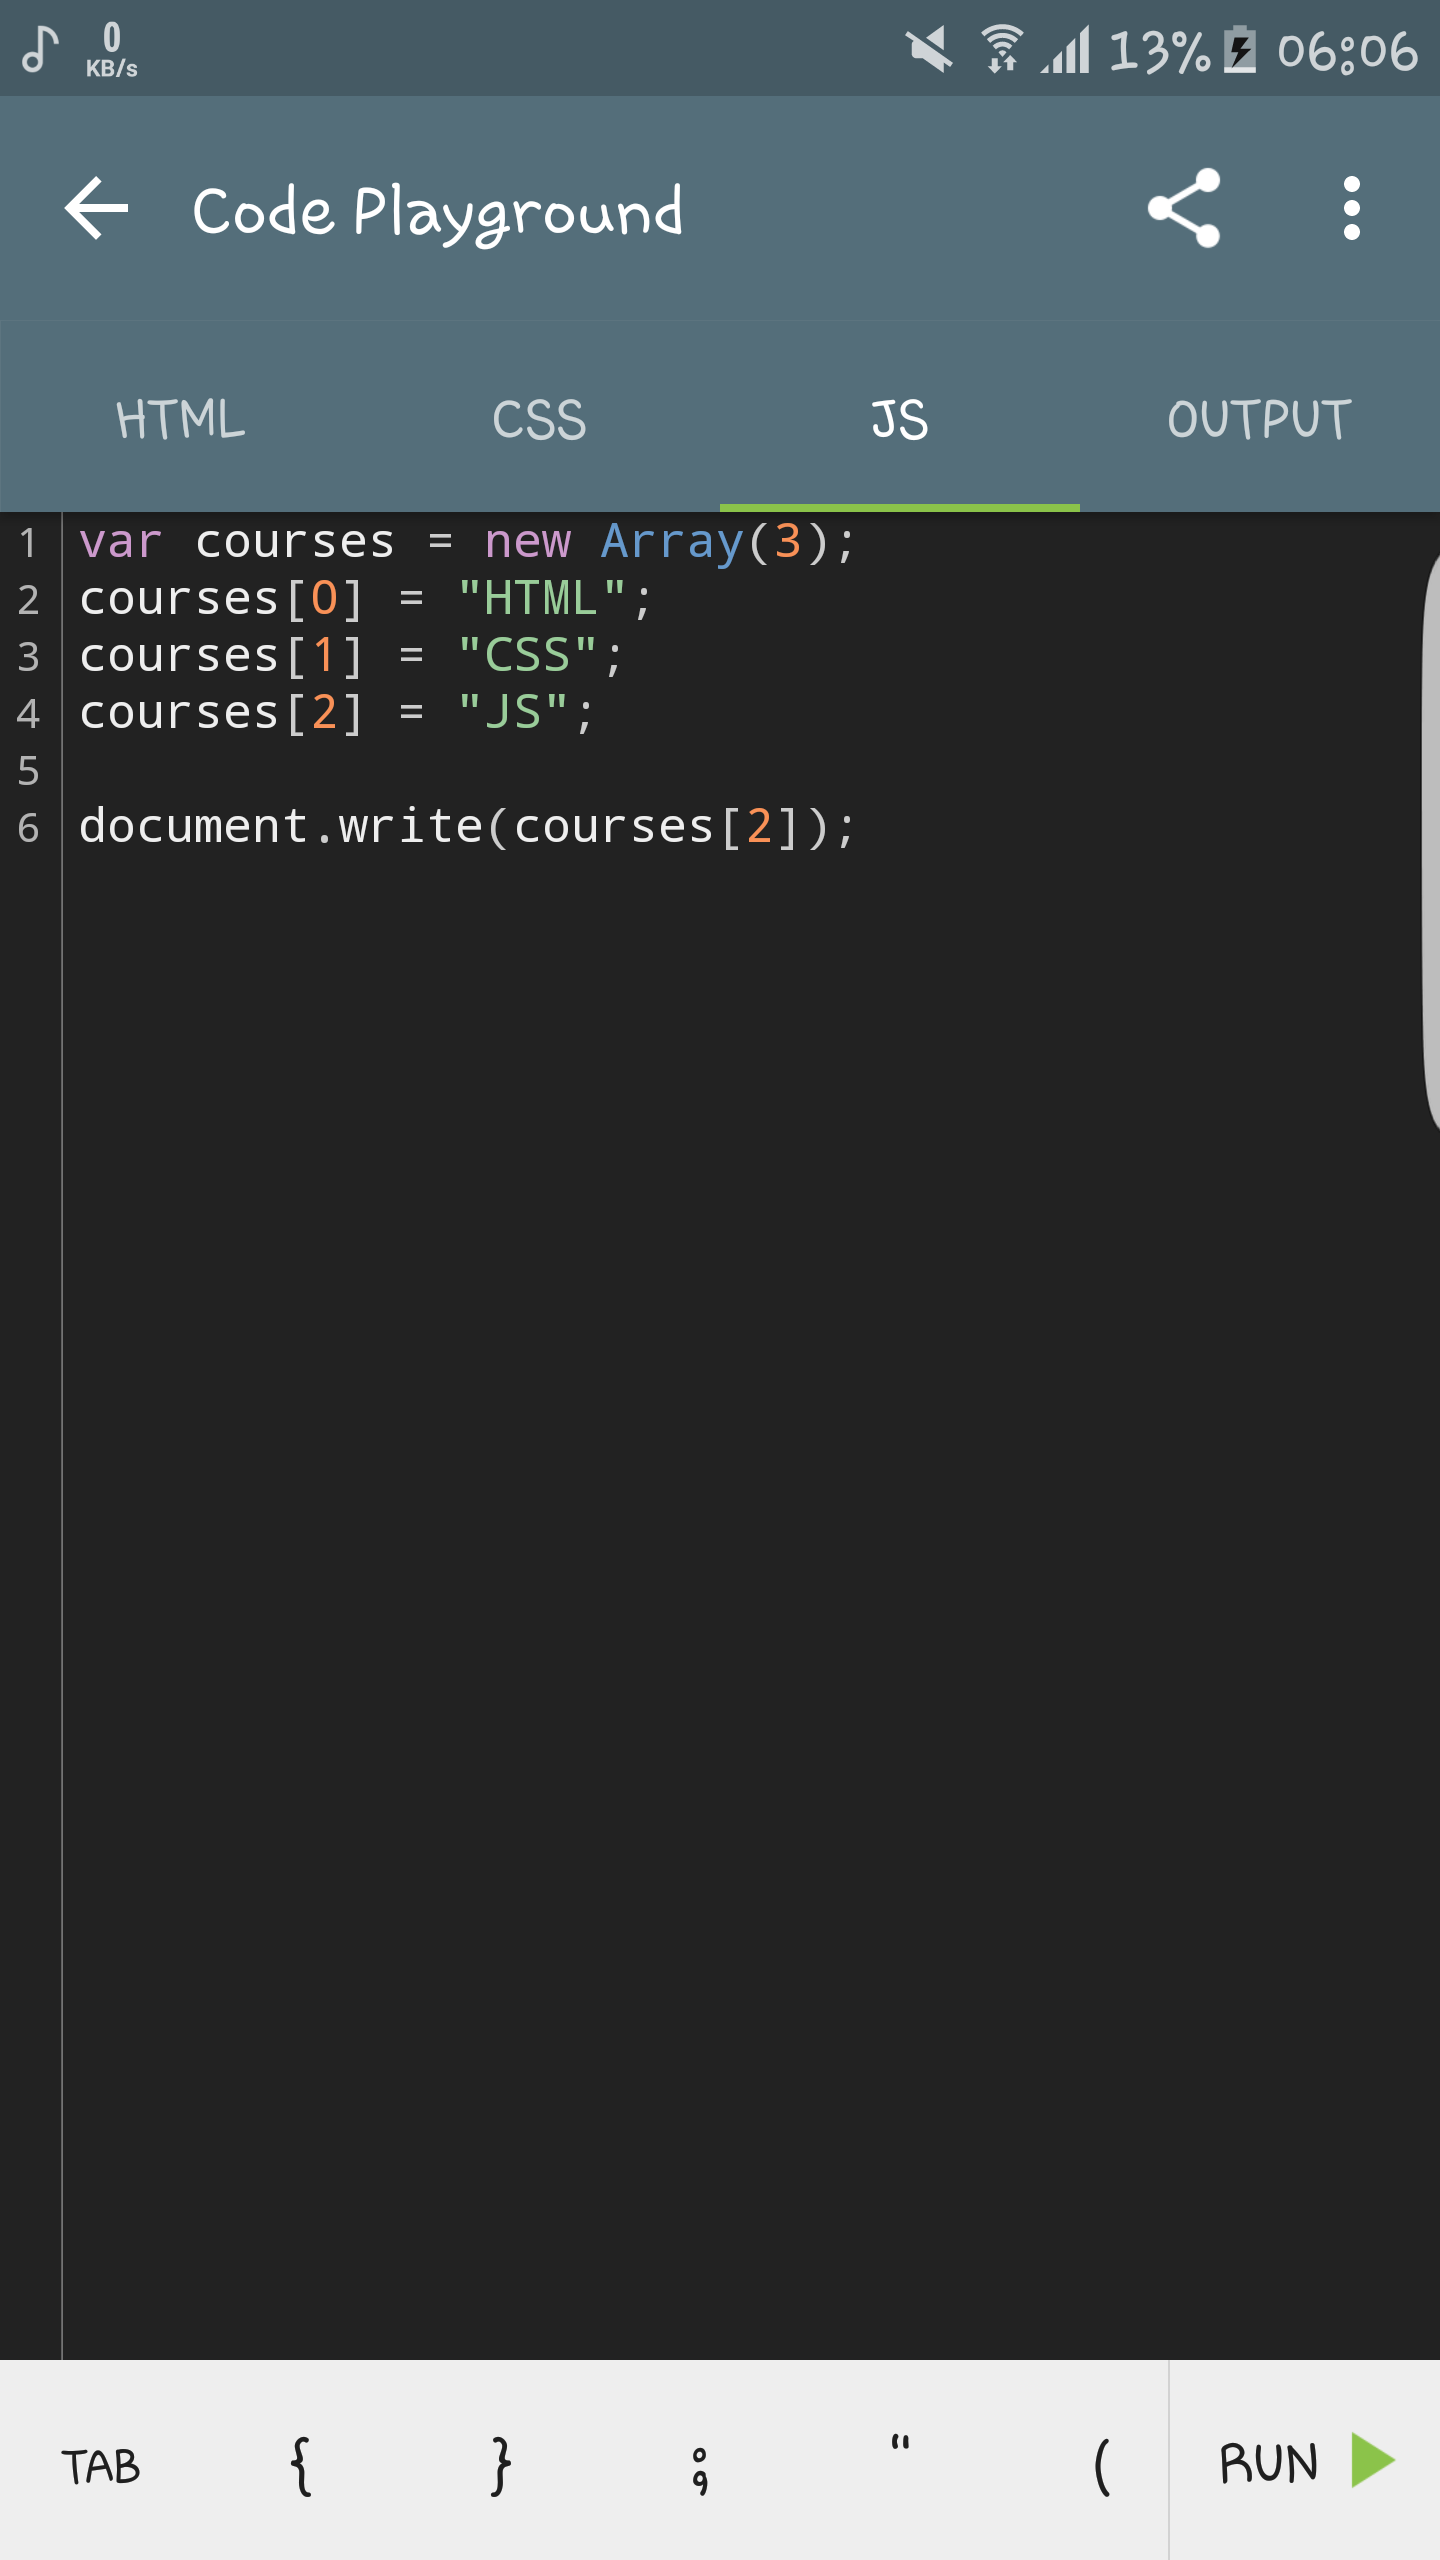 0
KB/s
13% 06:06
Code Playground
HTML CSS JS OUTPUT
1 var courses = new Array(3);
2 courses[0] = "HTML";
3 courses[1] = "CSS";
4 courses[2] = "JS";
5
6 document.write(courses[2]);
TAB { } ; " ( RUN